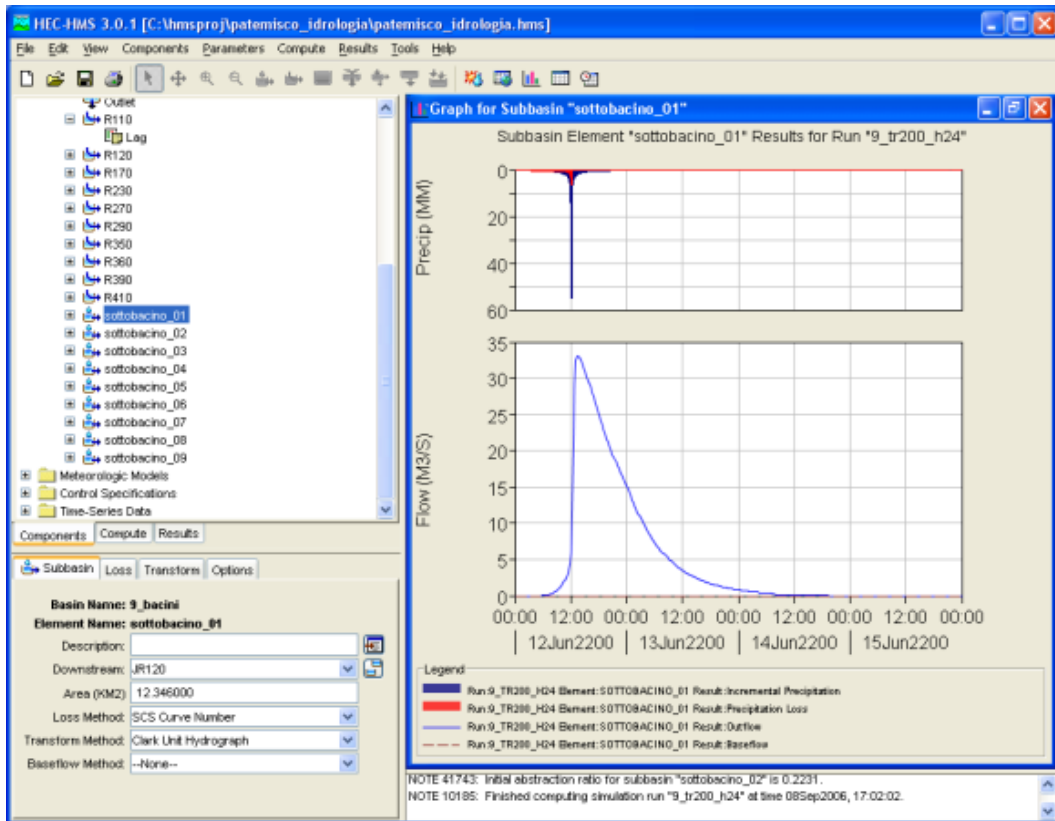 HEC-HMS 3.0.1 [C:\hmsproj\patemisco_idrologia\patemisco_idrologia.hms]
File Edit View Components Parameters Compute Results Tools Help
Outlet
R110
Lag
R120
R170
R230
R270
R290
R350
R360
R390
R410
sottobacino_01
sottobacino_02
sottobacino_03
sottobacino_04
sottobacino_05
sottobacino_06
sottobacino_07
sottobacino_08
sottobacino_09
Meteorologic Models
Control Specifications
Time-Series Data
Components Compute Results
Subbasin Loss Transform Options
Basin Name: 9_bacini
Element Name: sottobacino_01
Description:
Downstream: JR120
Area (KM2) 12.346000
Loss Method: SCS Curve Number
Transform Method: Clark Unit Hydrograph
Baseflow Method: --None--
Graph for Subbasin "sottobacino_01"
Subbasin Element "sottobacino_01" Results for Run "9_tr200_h24"
Precip (MM)
0
20
40
60
Flow (M3/S)
35
30
25
20
15
10
5
0
00:00 12:00 00:00 12:00 00:00 12:00 00:00 12:00 00:00
12Jun2200 13Jun2200 14Jun2200 15Jun2200
Legend
Run:9_TR200_H24 Element:SOTTOBACINO_01 Result:Incremental Precipitation
Run:9_TR200_H24 Element:SOTTOBACINO_01 Result:Precipitation Loss
Run:9_TR200_H24 Element:SOTTOBACINO_01 Result:Outflow
Run:9_TR200_H24 Element:SOTTOBACINO_01 Result:Baseflow
NOTE 41743: Initial abstraction ratio for subbasin "sottobacino_02" is 0.2231.
NOTE 10185: Finished computing simulation run "9_tr200_h24" at time 08Sep2006, 17:02:02.